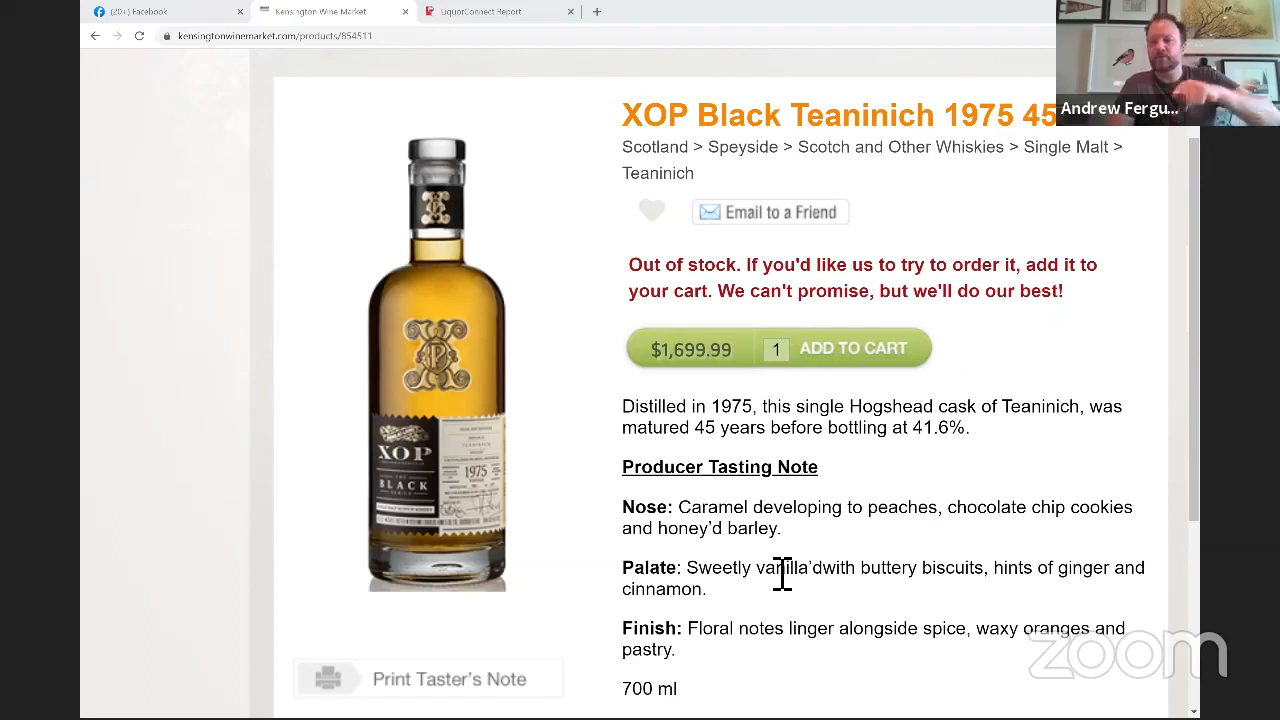 (20+) Facebook
Kensington Wine Market
LiquorConnect Report
kensingtonwinemarket.com/products/854511
Andrew Fergu...
XOP Black Teaninich 1975 45
Scotland > Speyside > Scotch and Other Whiskies > Single Malt >
Teaninich
Email to a Friend
Out of stock. If you'd like us to try to order it, add it to
your cart. We can't promise, but we'll do our best!
$1,699.99 1 ADD TO CART
Distilled in 1975, this single Hogshead cask of Teaninich, was
matured 45 years before bottling at 41.6%.
Producer Tasting Note
Nose: Caramel developing to peaches, chocolate chip cookies
and honey’d barley.
Palate: Sweetly vanilla’dwith buttery biscuits, hints of ginger and
cinnamon.
Finish: Floral notes linger alongside spice, waxy oranges and
pastry.
700 ml
XOP
THE
BLACK
SERIES
TEANINICH
1975
Print Taster's Note
zoom